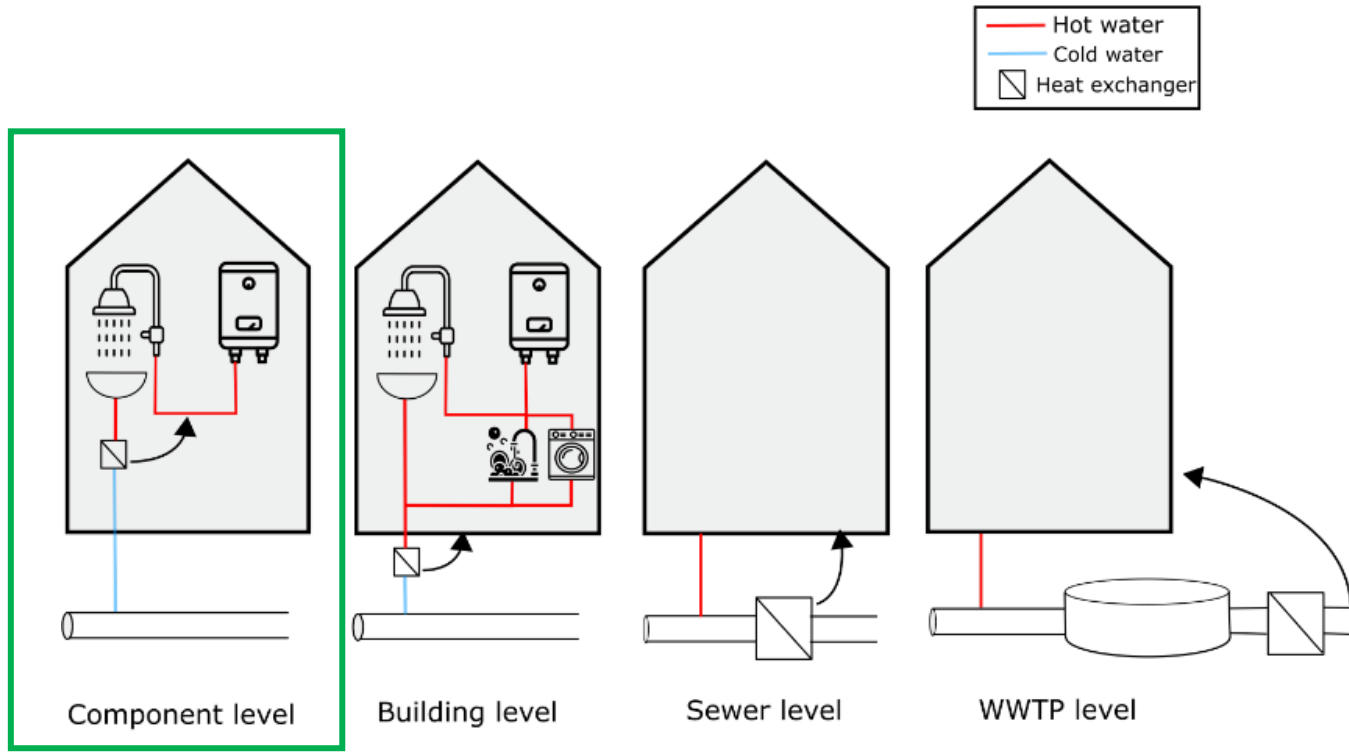 Hot water
Cold water
Heat exchanger
Component level
Building level
Sewer level
WWTP level